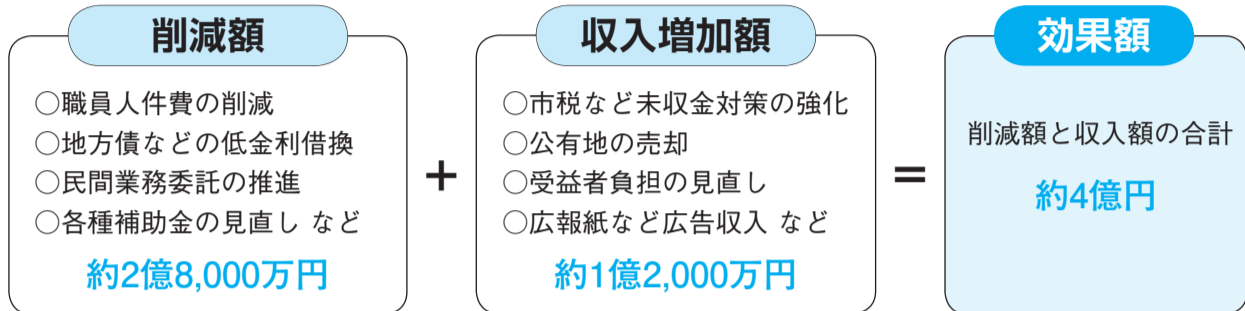 削減額
○職員人件費の削減
○地方債などの低金利借換
○民間業務委託の推進
○各種補助金の見直し など
約2億8,000万円
+
収入増加額
○市税など未収金対策の強化
○公有地の売却
○受益者負担の見直し
○広報紙など広告収入 など
約1億2,000万円
=
効果額
削減額と収入額の合計
約4億円